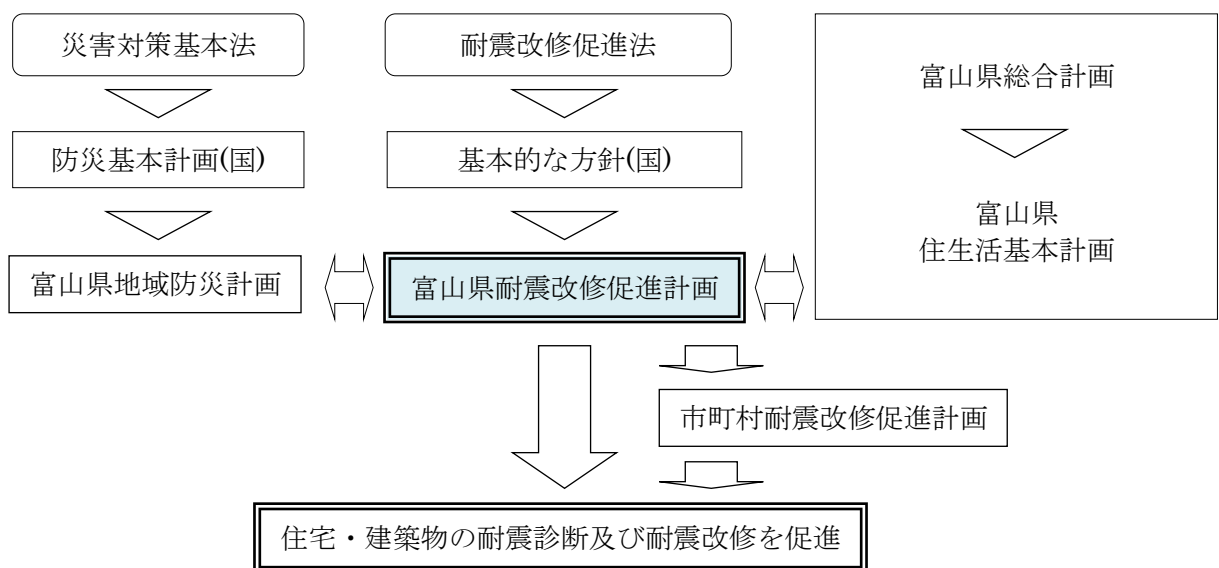 災害対策基本法
耐震改修促進法
富山県総合計画
防災基本計画(国)
基本的な方針(国)
富山県
住生活基本計画
富山県地域防災計画
富山県耐震改修促進計画
市町村耐震改修促進計画
住宅・建築物の耐震診断及び耐震改修を促進